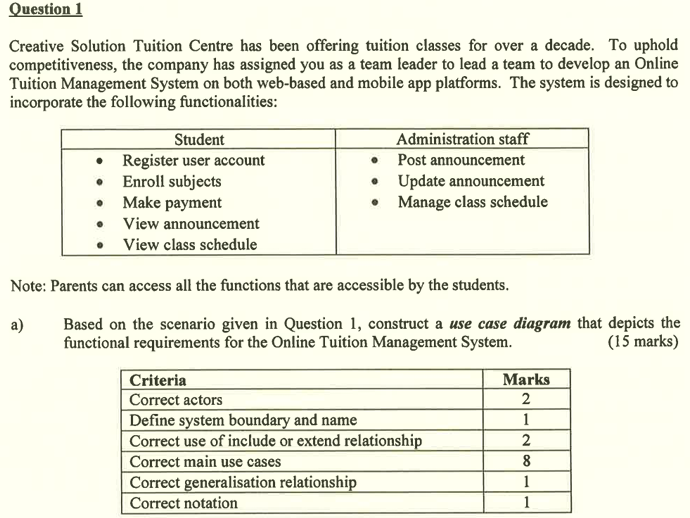 Question 1
Creative Solution Tuition Centre has been offering tuition classes for over a decade. To uphold
competitiveness, the company has assigned you as a team leader to lead a team to develop an Online
Tuition Management System on both web-based and mobile app platforms. The system is designed to
incorporate the following functionalities:
Student Administration staff
• Register user account • Post announcement
• Enroll subjects • Update announcement
• Make payment • Manage class schedule
• View announcement
• View class schedule
Note: Parents can access all the functions that are accessible by the students.
a) Based on the scenario given in Question 1, construct a use case diagram that depicts the
functional requirements for the Online Tuition Management System. (15 marks)
Criteria Marks
Correct actors 2
Define system boundary and name 1
Correct use of include or extend relationship 2
Correct main use cases 8
Correct generalisation relationship 1
Correct notation 1